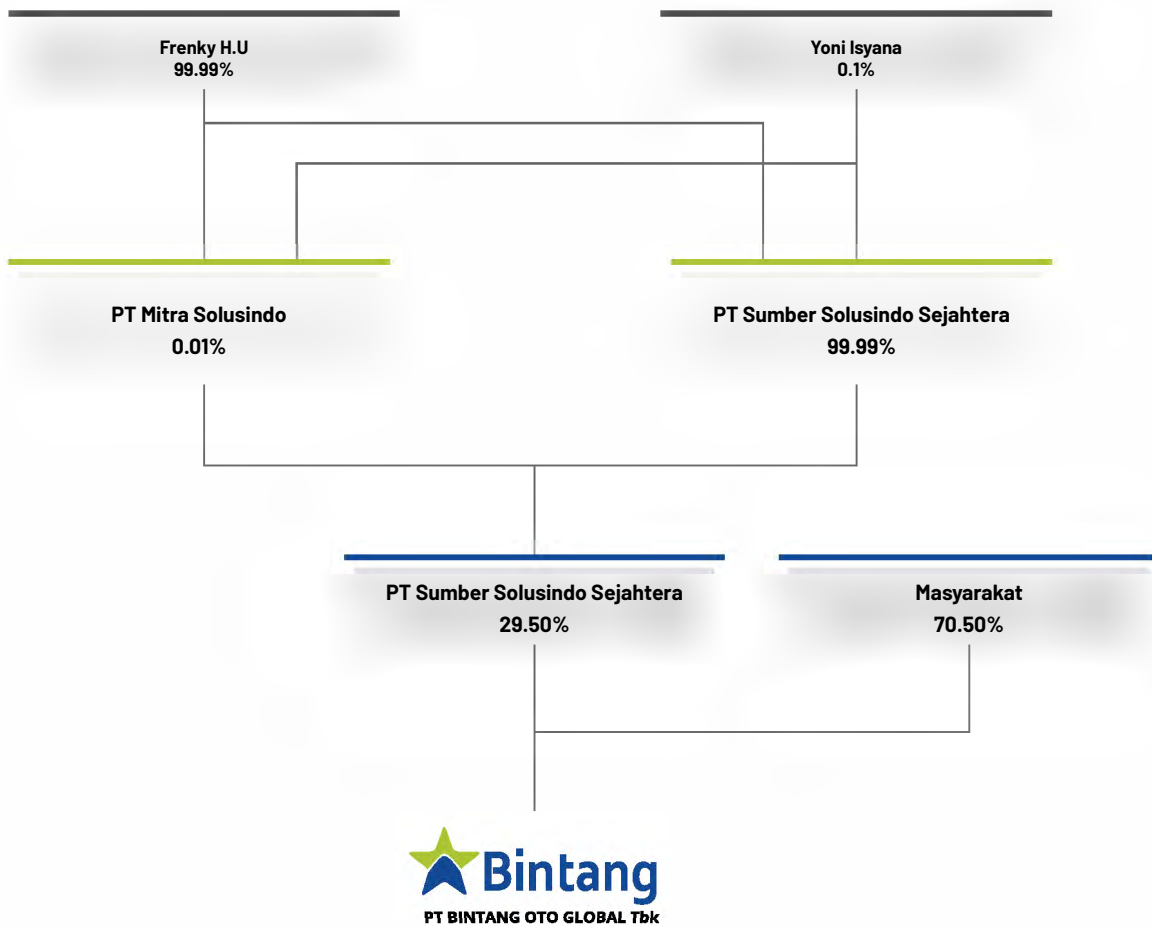 Frenky H.U
99.99%
Yoni Isyana
0.1%
PT Mitra Solusindo
0.01%
PT Sumber Solusindo Sejahtera
99.99%
PT Sumber Solusindo Sejahtera
29.50%
Masyarakat
70.50%
Bintang
PT BINTANG OTO GLOBAL Tbk